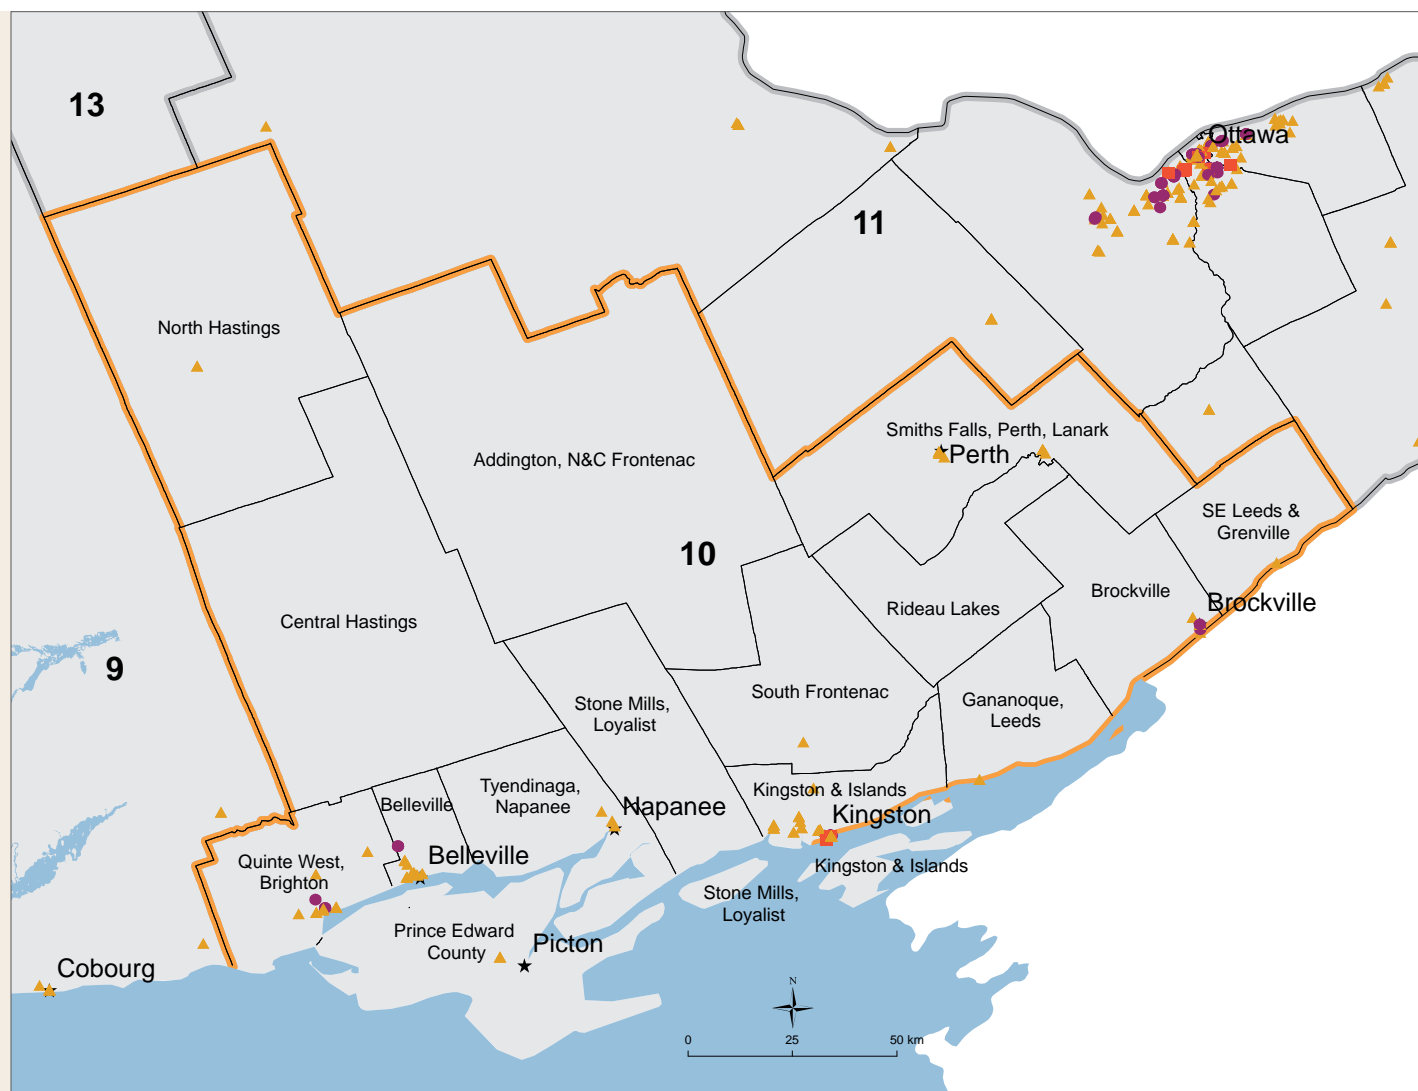 13
Ottawa
11
North Hastings
Smiths Falls, Perth, Lanark
Perth
Addington, N&C Frontenac
SE Leeds &
Grenville
10
Brockville
Brockville
Rideau Lakes
Central Hastings
9
South Frontenac
Gananoque,
Leeds
Stone Mills,
Loyalist
Tyendinaga,
Napanee
Belleville
Kingston & Islands
Napanee
Kingston
Belleville
Quinte West,
Brighton
Kingston & Islands
Stone Mills,
Loyalist
Prince Edward
County
Picton
Cobourg
N
0 25 50 km